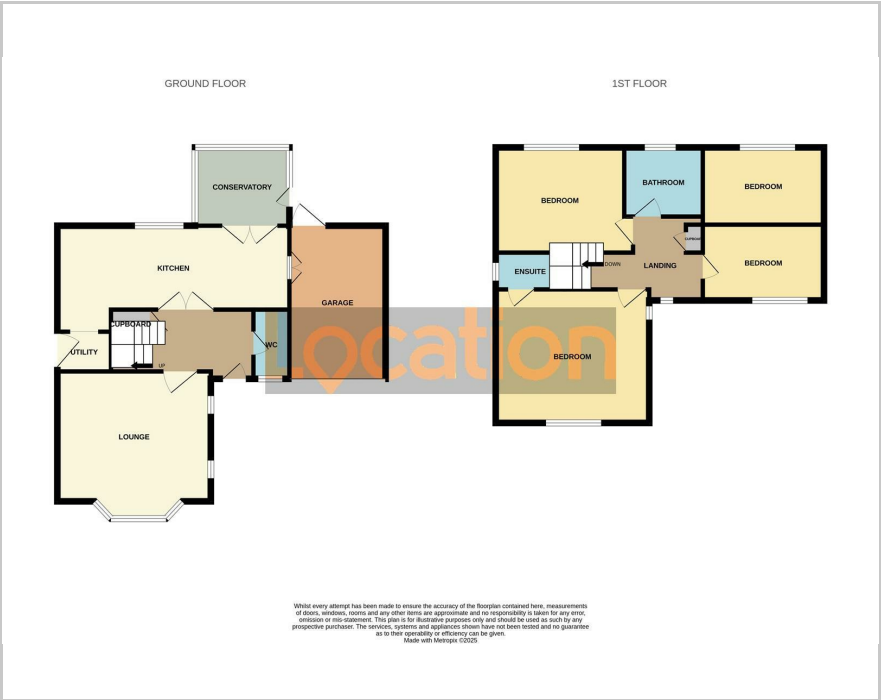 GROUND FLOOR
1ST FLOOR
CONSERVATORY
KITCHEN
GARAGE
CUPBOARD
UTILITY
UP
WC
LOUNGE
BEDROOM
BATHROOM
BEDROOM
CUPBOARD
BEDROOM
LANDING
DOWN
ENSUITE
BEDROOM
Location
Whilst every attempt has been made to ensure the accuracy of the floorplan contained here, measurements
of doors, windows, rooms and any other items are approximate and no responsibility is taken for any error,
omission or mis-statement. This plan is for illustrative purposes only and should be used as such by any
prospective purchaser. The services, systems and appliances shown have not been tested and no guarantee
as to their operability or efficiency can be given.
Made with Metropix ©2025